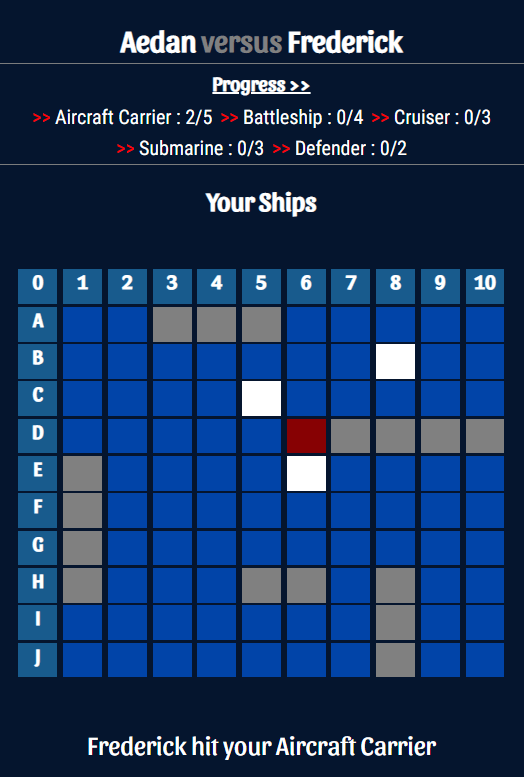 Aedan versus Frederick
Progress >>
>> Aircraft Carrier : 2/5 >> Battleship : 0/4 >> Cruiser : 0/3
>> Submarine : 0/3 >> Defender : 0/2
Your Ships
0 1 2 3 4 5 6 7 8 9 10
A
B
C
D
E
F
G
H
I
J
Frederick hit your Aircraft Carrier